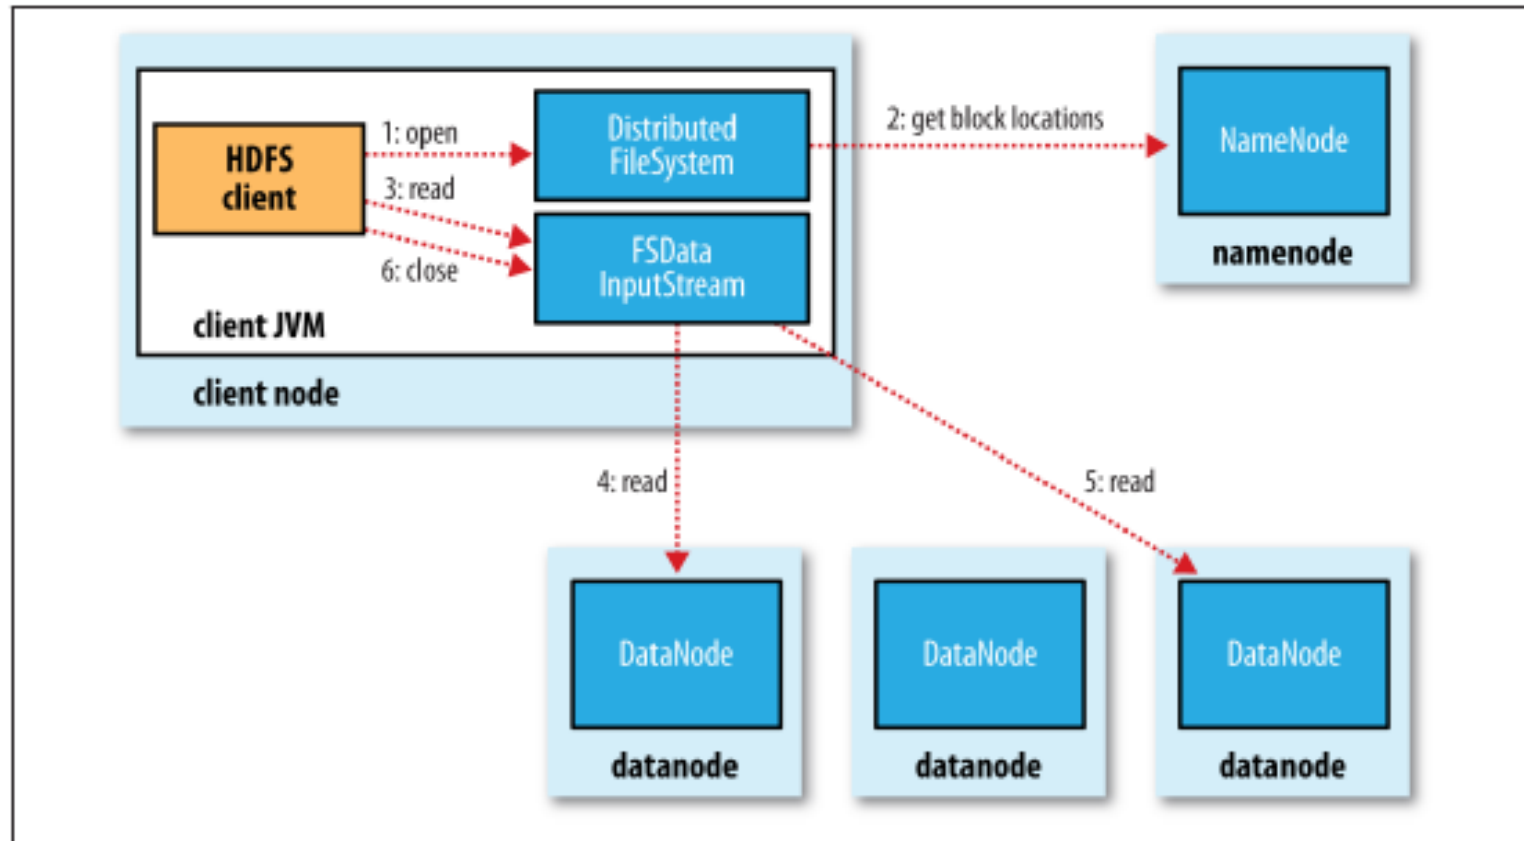 HDFS
client
1: open
3: read
6: close
Distributed
FileSystem
FSData
InputStream
client JVM
client node
2: get block locations
NameNode
namenode
4: read
5: read
DataNode
datanode
DataNode
datanode
DataNode
datanode